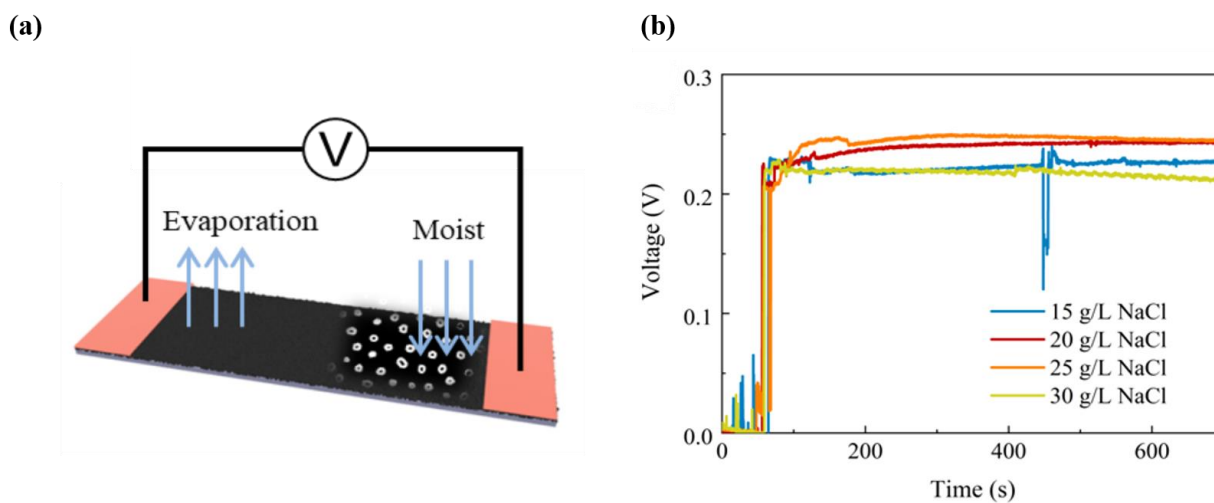 (a)
V
Evaporation
Moist
(b)
0.3
0.2
0.1
0.0
Voltage (V)
15 g/L NaCl
20 g/L NaCl
25 g/L NaCl
30 g/L NaCl
0 200 400 600
Time (s)